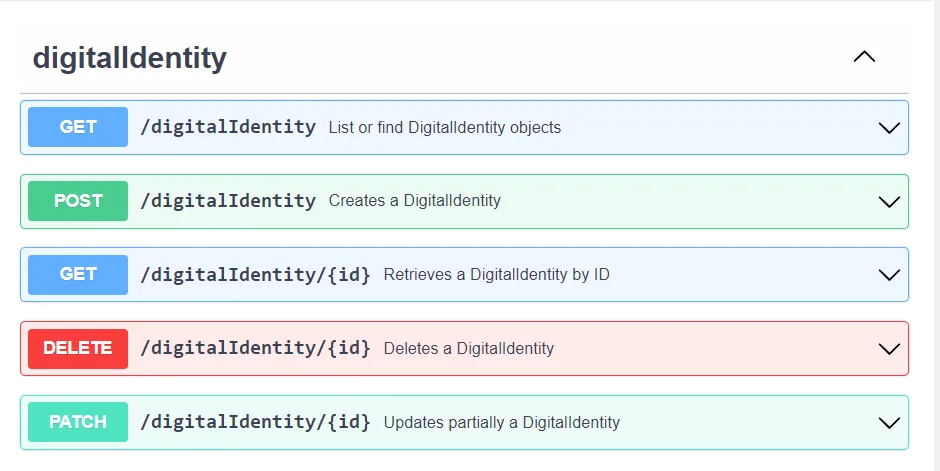 digitalIdentity
GET /digitalIdentity List or find DigitalIdentity objects
POST /digitalIdentity Creates a DigitalIdentity
GET /digitalIdentity/{id} Retrieves a DigitalIdentity by ID
DELETE /digitalIdentity/{id} Deletes a DigitalIdentity
PATCH /digitalIdentity/{id} Updates partially a DigitalIdentity